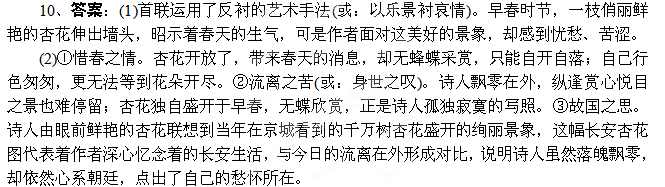 10、答案：(1)首联运用了反衬的艺术手法(或：以乐景衬哀情)。早春时节，一枝俏丽鲜
艳的杏花伸出墙头，昭示着春天的生气，可是作者面对这美好的景象，却感到忧愁、苦涩。
(2)①惜春之情。杏花开放了，带来春天的消息，却无蜂蝶采赏，只能自开自落；自己行
色匆匆，更无法等到花朵开尽。②流离之苦(或：身世之叹)。诗人飘零在外，纵逢赏心悦目
之景也难停留；杏花独自盛开于早春，无蝶欣赏，正是诗人孤独寂寞的写照。③故国之思。
诗人由眼前鲜艳的杏花联想到当年在京城看到的千万树杏花盛开的绚丽景象，这幅长安杏花
图代表着作者深心忆念着的长安生活，与今日的流离在外形成对比，说明诗人虽然落魄飘零，
却依然心系朝廷，点出了自己的愁怀所在。